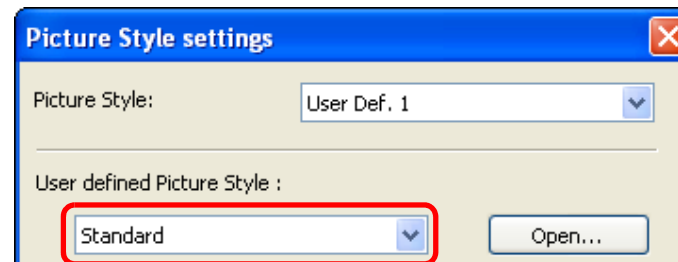 Picture Style settings
Picture Style: User Def. 1
User defined Picture Style :
Standard Open...